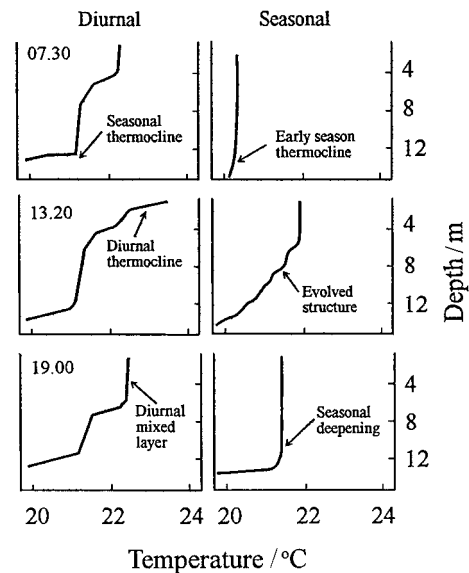 Diurnal
Seasonal
07.30
Seasonal
thermocline
Early season
thermocline
4
8
12
13.20
Diurnal
thermocline
Evolved
structure
4
8
12
Depth/m
19.00
Diurnal
mixed
layer
Seasonal
deepening
4
8
12
20 22 24 20 22 24
Temperature / °C